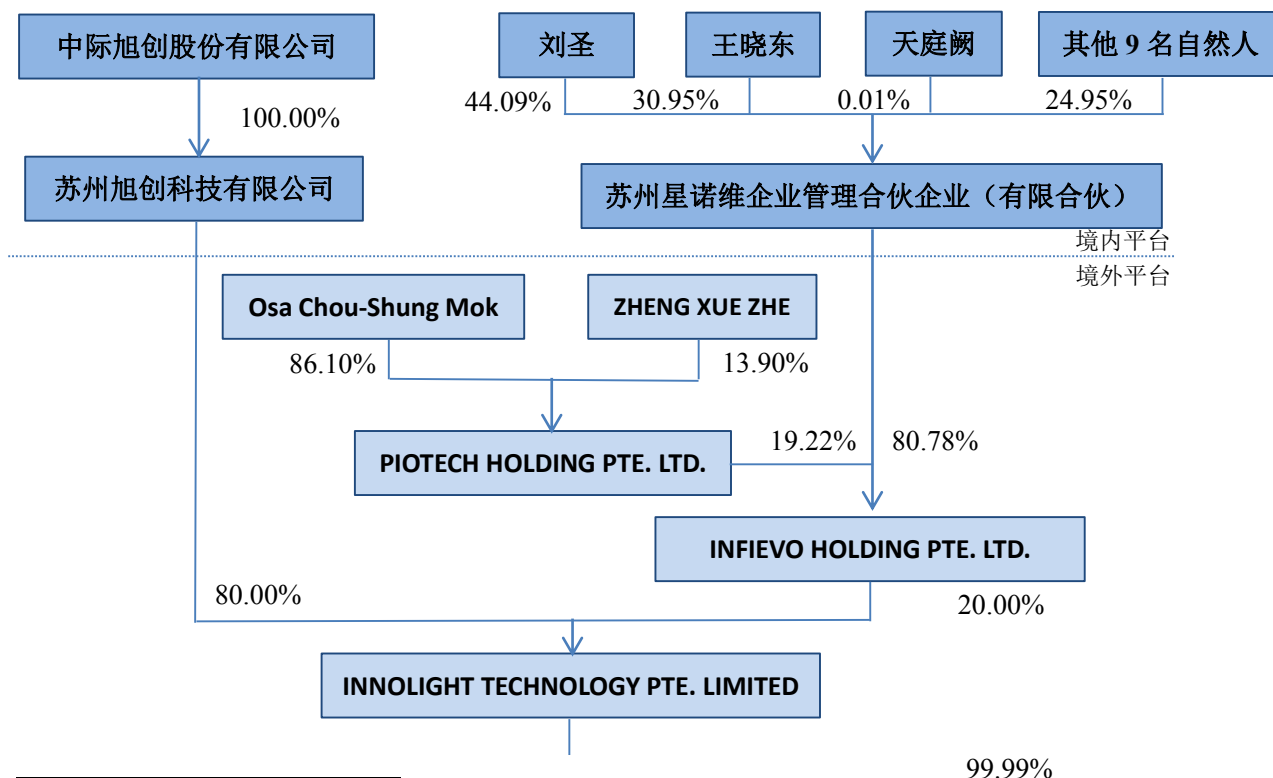 中际旭创股份有限公司
刘圣
王晓东
天庭阙
其他 9 名自然人
44.09%
30.95%
0.01%
24.95%
100.00%
苏州旭创科技有限公司
苏州星诺维企业管理合伙企业（有限合伙）
境内平台
境外平台
Osa Chou-Shung Mok
ZHENG XUE ZHE
86.10%
13.90%
PIOTECH HOLDING PTE. LTD.
19.22%
80.78%
INFIEVO HOLDING PTE. LTD.
80.00%
20.00%
INNOLIGHT TECHNOLOGY PTE. LIMITED
99.99%